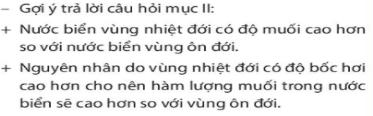 – Gợi ý trả lời câu hỏi mục II:
+ Nước biển vùng nhiệt đới có độ muối cao hơn
so với nước biển vùng ôn đới.
+ Nguyên nhân do vùng nhiệt đới có độ bốc hơi
cao hơn cho nên hàm lượng muối trong nước
biển sẽ cao hơn so với vùng ôn đới.